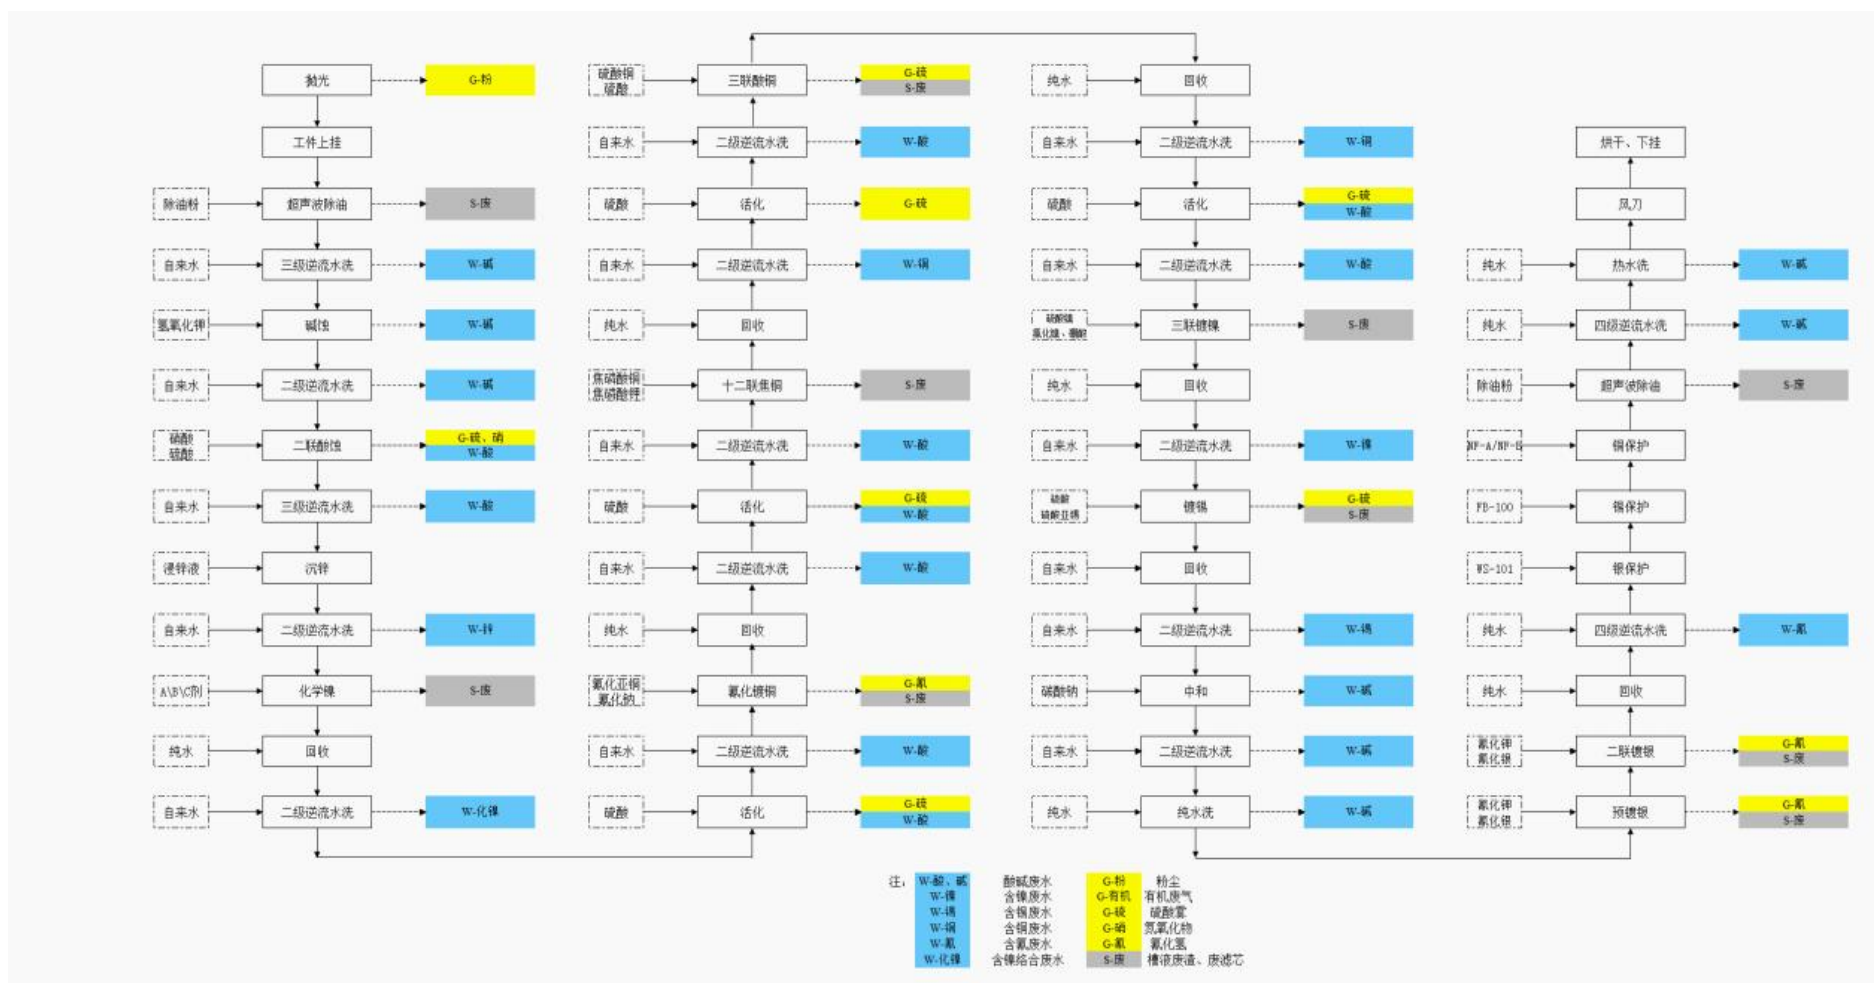 抛光
G-粉
工件上挂
除油粉
超声波除油
S-废
自来水
三级逆流水洗
W-碱
氢氧化钾
碱蚀
W-碱
自来水
二级逆流水洗
W-碱
硝酸
硫酸
二联酸蚀
G-硫、硝
W-酸
自来水
三级逆流水洗
W-酸
浸锌液
沉锌
自来水
二级逆流水洗
W-锌
A\B\C剂
化学镍
S-废
纯水
回收
自来水
二级逆流水洗
W-化镍
硫酸铜
硫酸
三联酸铜
G-硫
S-废
自来水
二级逆流水洗
W-酸
硫酸
活化
G-硫
自来水
二级逆流水洗
W-铜
纯水
回收
焦磷酸铜
焦磷酸钾
十二联焦铜
S-废
自来水
二级逆流水洗
W-酸
硫酸
活化
G-硫
W-酸
自来水
二级逆流水洗
W-酸
纯水
回收
氰化亚铜
氰化钠
氰化镀铜
G-氰
S-废
自来水
二级逆流水洗
W-酸
硫酸
活化
G-硫
W-酸
纯水
回收
自来水
二级逆流水洗
W-铜
硫酸
活化
G-硫
W-酸
自来水
二级逆流水洗
W-酸
硫酸镍
氯化镍、硼酸
三联镀镍
S-废
纯水
回收
自来水
二级逆流水洗
W-镍
硫酸
硫酸亚锡
镀锡
G-硫
S-废
自来水
回收
自来水
二级逆流水洗
W-锡
碳酸钠
中和
W-碱
自来水
二级逆流水洗
W-碱
纯水
纯水洗
W-碱
烘干、下挂
风刀
纯水
热水洗
W-碱
纯水
四级逆流水洗
W-碱
除油粉
超声波除油
S-废
铜保护
FB-100
锡保护
WS-101
银保护
纯水
四级逆流水洗
W-氰
纯水
回收
氰化钾
氰化银
二联镀银
G-氰
S-废
氰化钾
氰化银
预镀银
G-氰
S-废
注:
W-酸、碱 酸碱废水 G-粉 粉尘
W-镍 含镍废水 G-有机 有机废气
W-锡 含锡废水 G-硫 硫酸雾
W-铜 含铜废水 G-硝 氮氧化物
W-氰 含氰废水 G-氰 氰化氢
W-化镍 含镍络合废水 S-废 槽液废渣、废滤芯